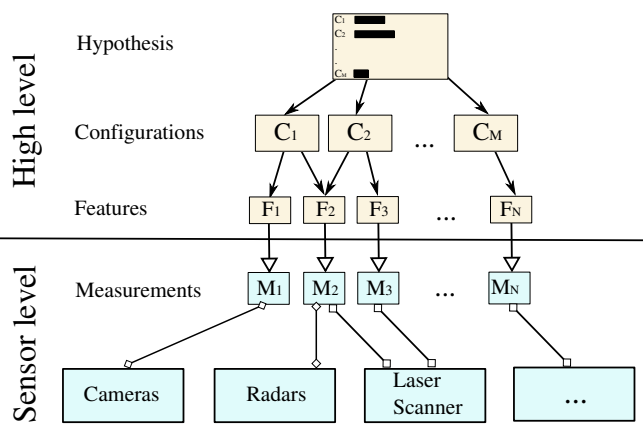 C1
C2
.
.
CM
Hypothesis
High level
Configurations
C1
C2
...
CM
Features
F1
F2
F3
...
FN
Sensor level
Measurements
M1
M2
M3
...
MN
Cameras
Radars
Laser
Scanner
...